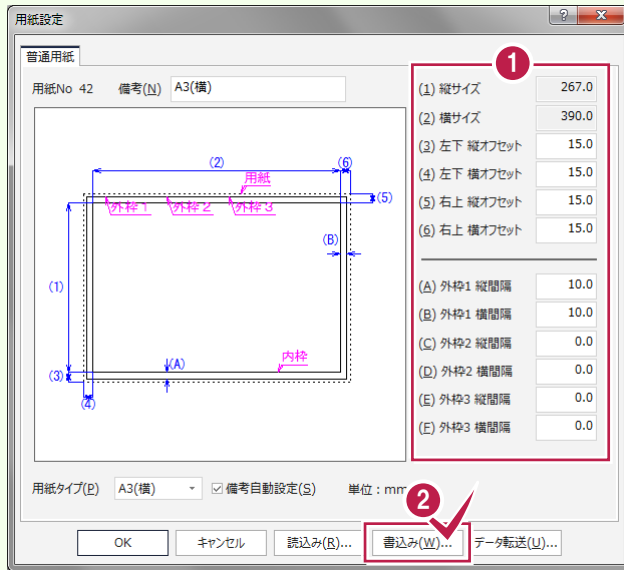 用紙設定
普通用紙
用紙No 42 備考(N) A3(横)
1
(1) 縦サイズ 267.0
(2) 横サイズ 390.0
(3) 左下 縦オフセット 15.0
(4) 左下 横オフセット 15.0
(5) 右上 縦オフセット 15.0
(6) 右上 横オフセット 15.0
(A) 外枠1 縦間隔 10.0
(B) 外枠1 横間隔 10.0
(C) 外枠2 縦間隔 0.0
(D) 外枠2 横間隔 0.0
(E) 外枠3 縦間隔 0.0
(F) 外枠3 横間隔 0.0
(2) (6)
用紙
(5)
外枠1 外枠2 外枠3
(B)
(1)
内枠
(A)
(3)
(4)
用紙タイプ(P) A3(横) 備考自動設定(S) 単位:mm
2
OK キャンセル 読込み(R)... 書込み(W)... データ転送(U)...